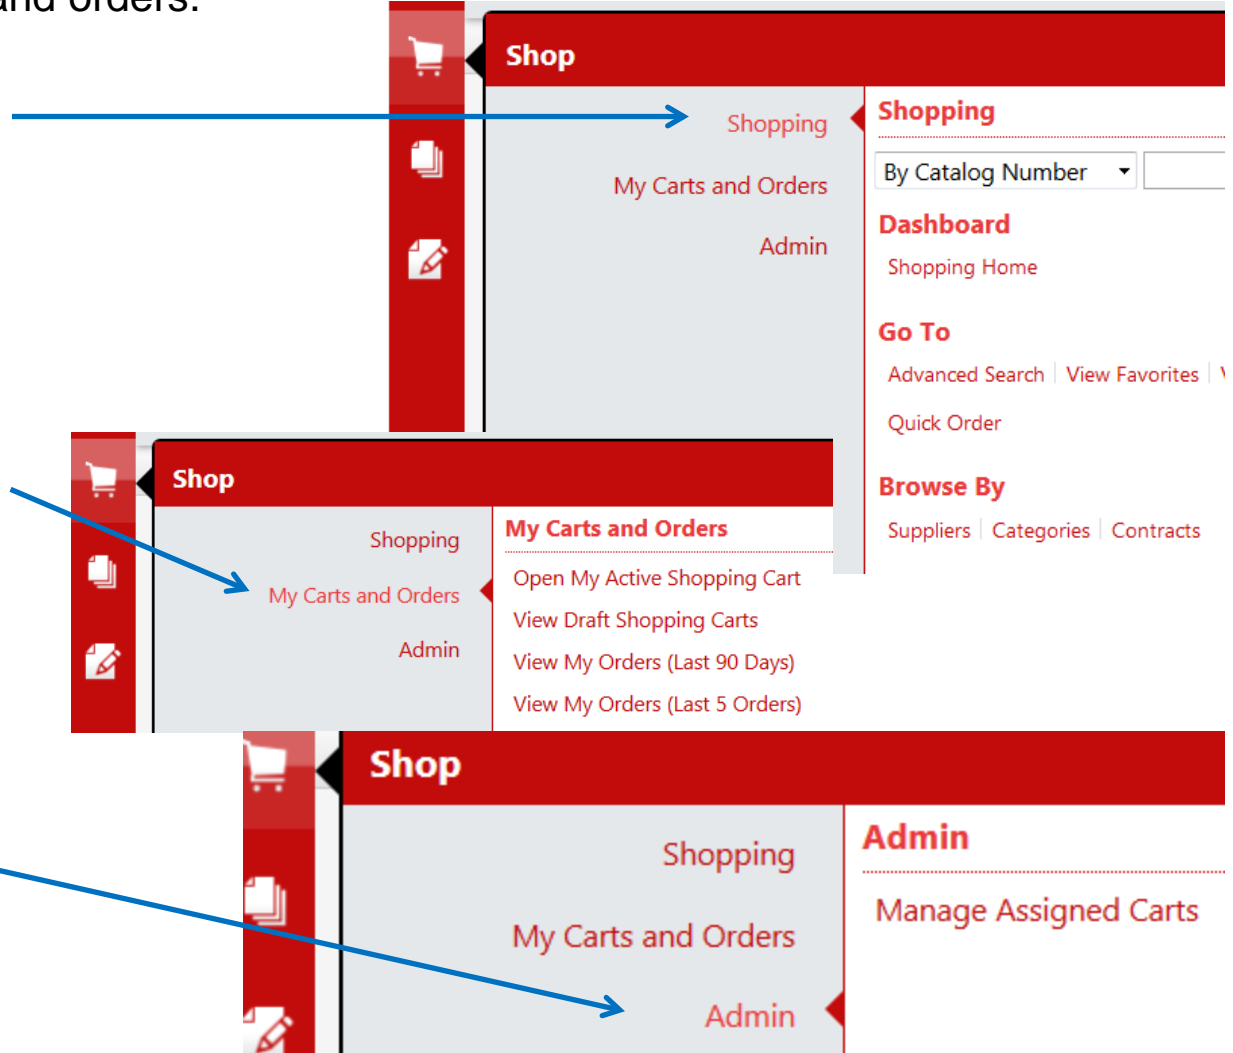 and orders.
Shop
Shopping
My Carts and Orders
Admin
Shopping
By Catalog Number
Dashboard
Shopping Home
Go To
Advanced Search | View Favorites |
Quick Order
Browse By
Suppliers | Categories | Contracts
Shop
Shopping
My Carts and Orders
Admin
My Carts and Orders
Open My Active Shopping Cart
View Draft Shopping Carts
View My Orders (Last 90 Days)
View My Orders (Last 5 Orders)
Shop
Shopping
My Carts and Orders
Admin
Admin
Manage Assigned Carts